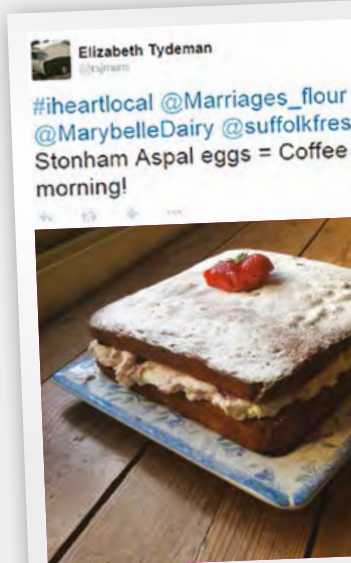 Elizabeth Tydeman
#iheartlocal @Marriages_flour
@MarybelleDairy @suffolkfres
Stonham Aspal eggs = Coffee
morning!